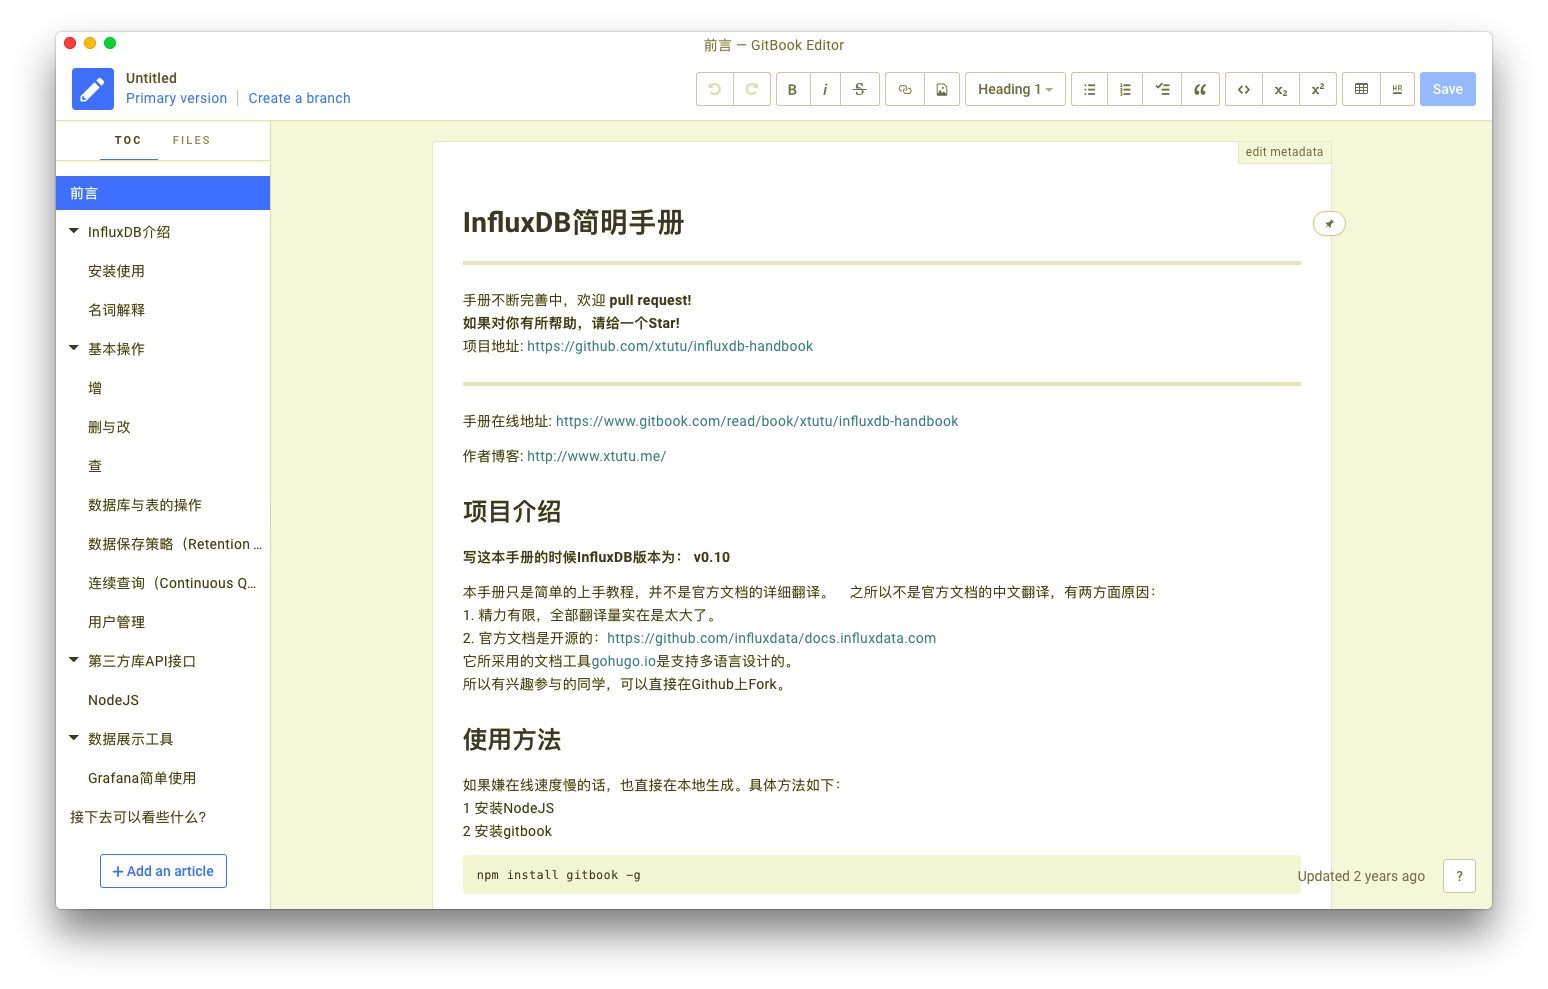 前言 — GitBook Editor
Untitled
Primary version
Create a branch
B
i
S
Heading 1
x₂
x²
HR
Save
TOC
FILES
前言
InfluxDB介绍
安装使用
名词解释
基本操作
增
删与改
查
数据库与表的操作
数据保存策略（Retention ...
连续查询（Continuous Q...
用户管理
第三方库API接口
NodeJS
数据展示工具
Grafana简单使用
接下去可以看些什么?
+ Add an article
edit metadata
InfluxDB简明手册
手册不断完善中，欢迎 pull request!
如果对你有所帮助，请给一个Star!
项目地址: https://github.com/xtutu/influxdb-handbook
手册在线地址: https://www.gitbook.com/read/book/xtutu/influxdb-handbook
作者博客: http://www.xtutu.me/
项目介绍
写这本手册的时候InfluxDB版本为： v0.10
本手册只是简单的上手教程，并不是官方文档的详细翻译。 之所以不是官方文档的中文翻译，有两方面原因：
1. 精力有限，全部翻译量实在是太大了。
2. 官方文档是开源的：https://github.com/influxdata/docs.influxdata.com
它所采用的文档工具gohugo.io是支持多语言设计的。
所以有兴趣参与的同学，可以直接在Github上Fork。
使用方法
如果嫌在线速度慢的话，也直接在本地生成。具体方法如下：
1 安装NodeJS
2 安装gitbook
npm install gitbook -g
Updated 2 years ago
?